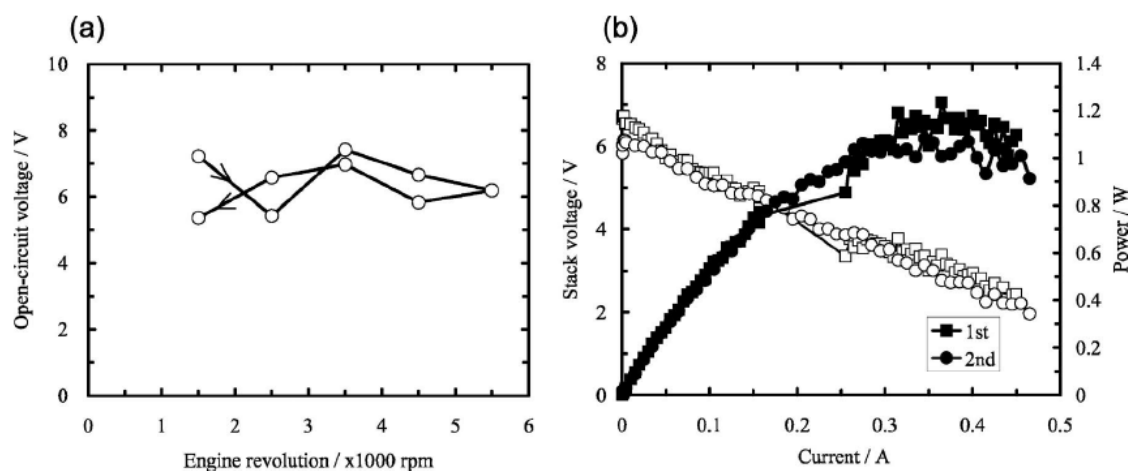 (a)
10
8
6
4
2
0
Open-circuit voltage / V
0 1 2 3 4 5 6
Engine revolution / x1000 rpm
(b)
8
6
4
2
0
Stack voltage / V
1.4
1.2
1
0.8
0.6
0.4
0.2
0
Power / W
1st
2nd
0 0.1 0.2 0.3 0.4 0.5
Current / A